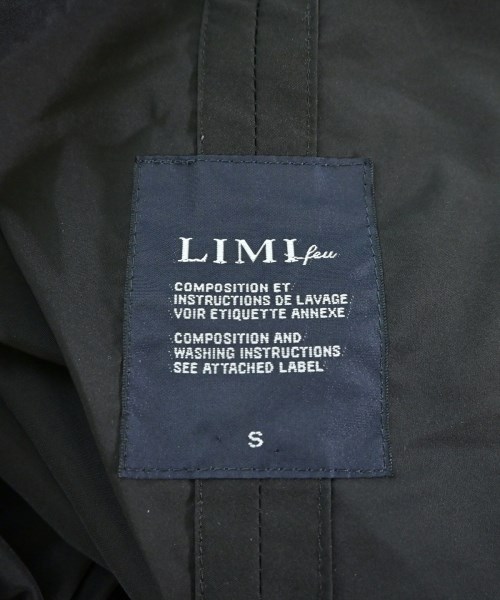 LIMI feu
COMPOSITION ET
INSTRUCTIONS DE LAVAGE
VOIR ETIQUETTE ANNEXE
COMPOSITION AND
WASHING INSTRUCTIONS
SEE ATTACHED LABEL
S